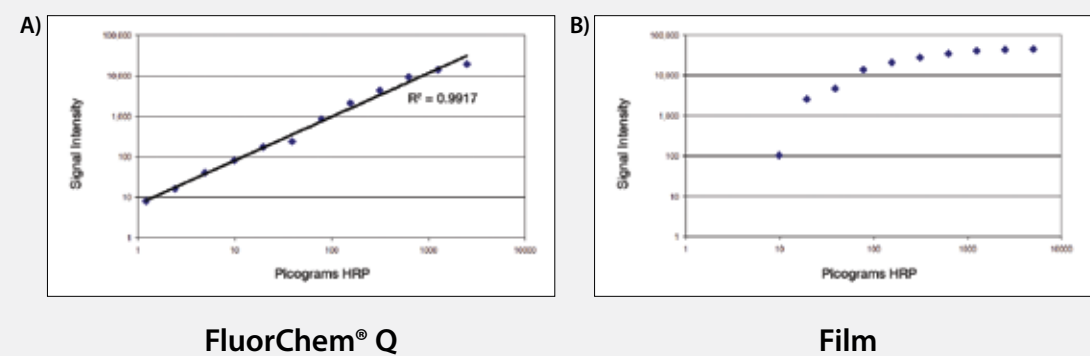 A)
100,000
10,000
1,000
100
10
1
Signal Intensity
R² = 0.9917
1
10
100
1000
10000
Picograms HRP
FluorChem® Q
B)
100,000
10,000
1,000
100
10
1
Signal Intensity
1
10
100
1000
10000
Picograms HRP
Film